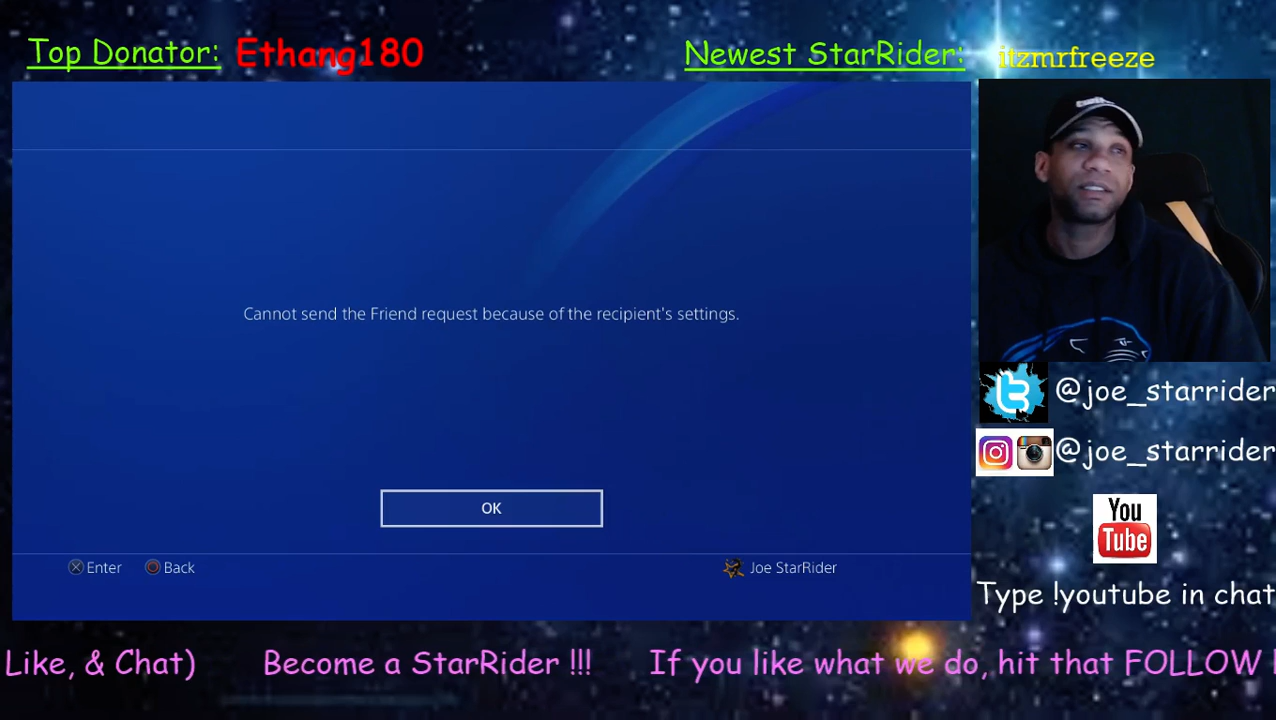 Top Donator: Ethang180
Newest StarRider: itzmrfreeze
Cannot send the Friend request because of the recipient's settings.
OK
Enter
Back
Joe StarRider
@joe_starrider
@joe_starrider
You
Tube
Type !youtube in chat
Like, & Chat) Become a StarRider !!! If you like what we do, hit that FOLLOW